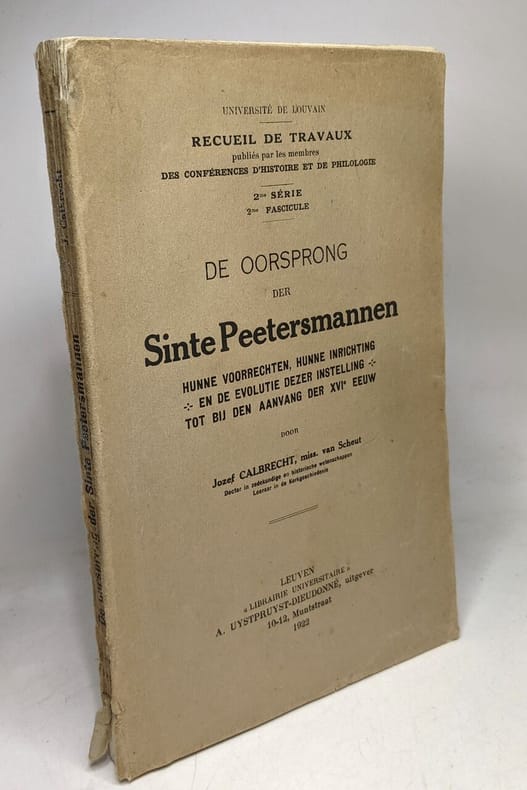 UNIVERSITÉ DE LOUVAIN
RECUEIL DE TRAVAUX
publiés par les membres
DES CONFÉRENCES D'HISTOIRE ET DE PHILOLOGIE
2me SÉRIE
2me FASCICULE
DE OORSPRONG
DER
Sinte Peetersmannen
HUNNE VOORRECHTEN, HUNNE INRICHTING
EN DE EVOLUTIE DEZER INSTELLING
TOT BIJ DEN AANVANG DER XVIe EEUW
DOOR
Jozef CALBRECHT, miss. van Scheut
Doctor in zedekundige en historische wetenschappen
Leeraar in de Kerkgeschiedenis
LEUVEN
« LIBRAIRIE UNIVERSITAIRE »
A. UYSTPRUYST-DIEUDONNÉ, uitgever
10-12, Muntstraat
1922
De Oorsprong der Sinte Peetersmannen
J. Calbrecht